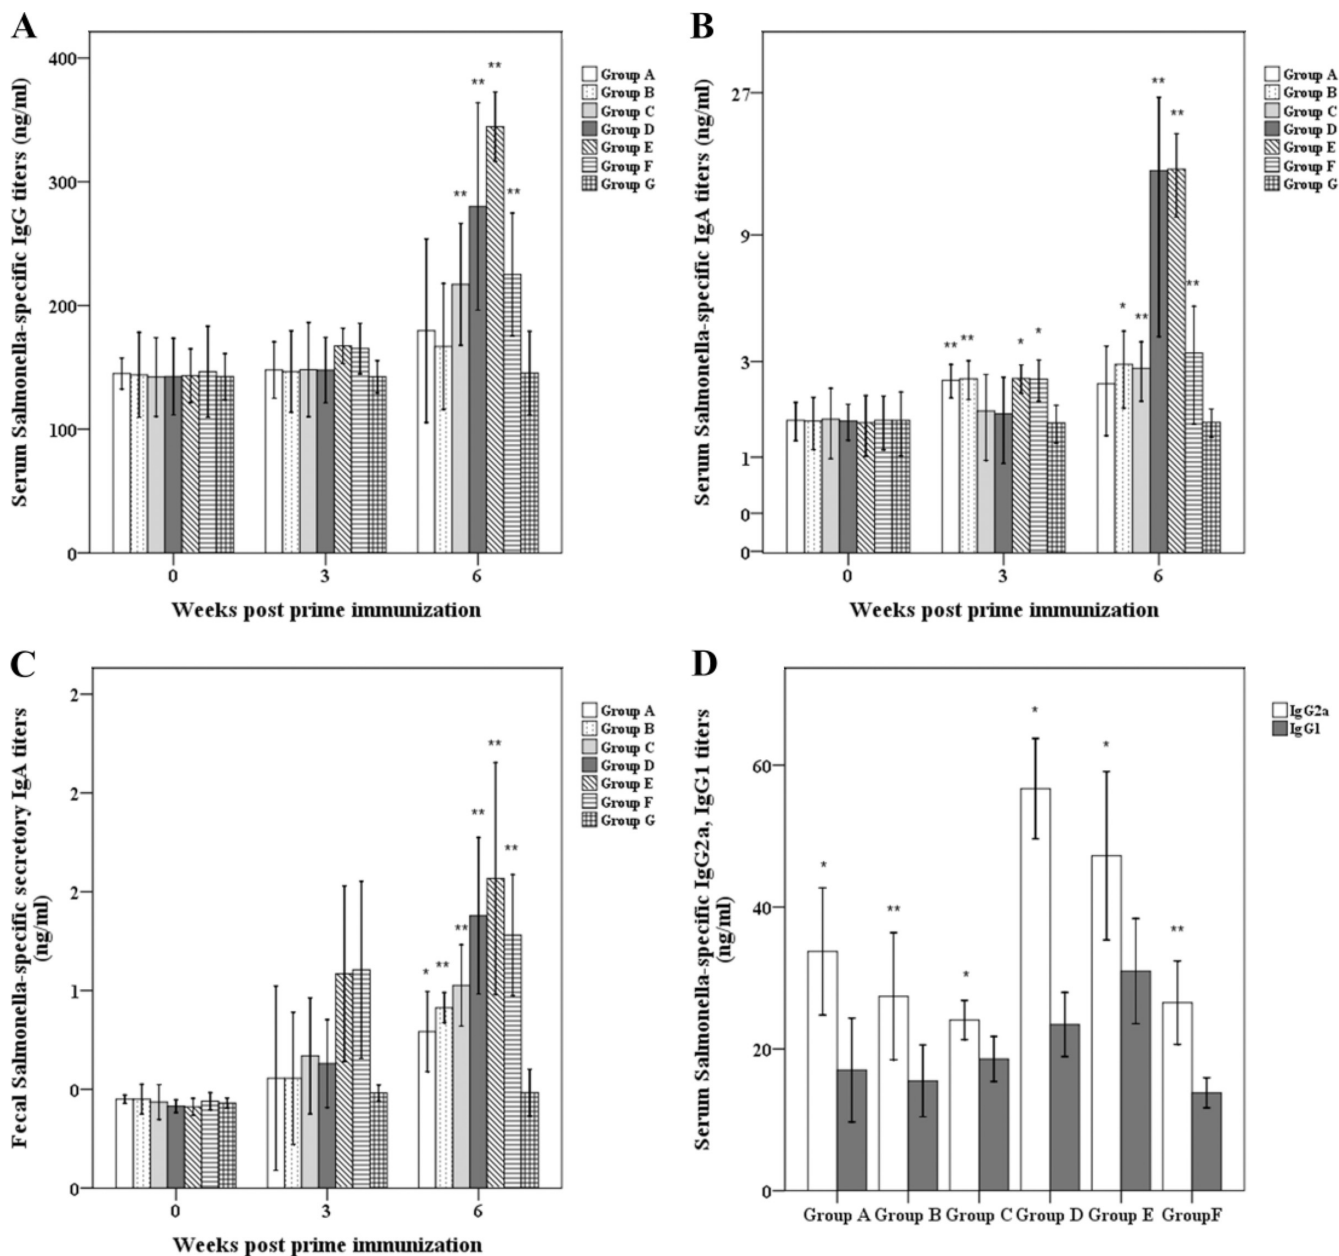 A
Serum Salmonella-specific IgG titers (ng/ml)
400
300
200
100
0
**
**
**
**
0
3
6
Weeks post prime immunization
Group A
Group B
Group C
Group D
Group E
Group F
Group G
B
Serum Salmonella-specific IgA titers (ng/ml)
27
9
3
1
0
0
**
**
*
*
*
**
**
**
**
0
3
6
Weeks post prime immunization
Group A
Group B
Group C
Group D
Group E
Group F
Group G
C
Fecal Salmonella-specific secretory IgA titers
(ng/ml)
2
2
2
1
0
0
*
**
**
**
**
**
0
3
6
Weeks post prime immunization
Group A
Group B
Group C
Group D
Group E
Group F
Group G
D
Serum Salmonella-specific IgG2a, IgG1 titers
(ng/ml)
60
40
20
0
*
**
*
*
*
**
Group A Group B Group C Group D Group E GroupF
IgG2a
IgG1